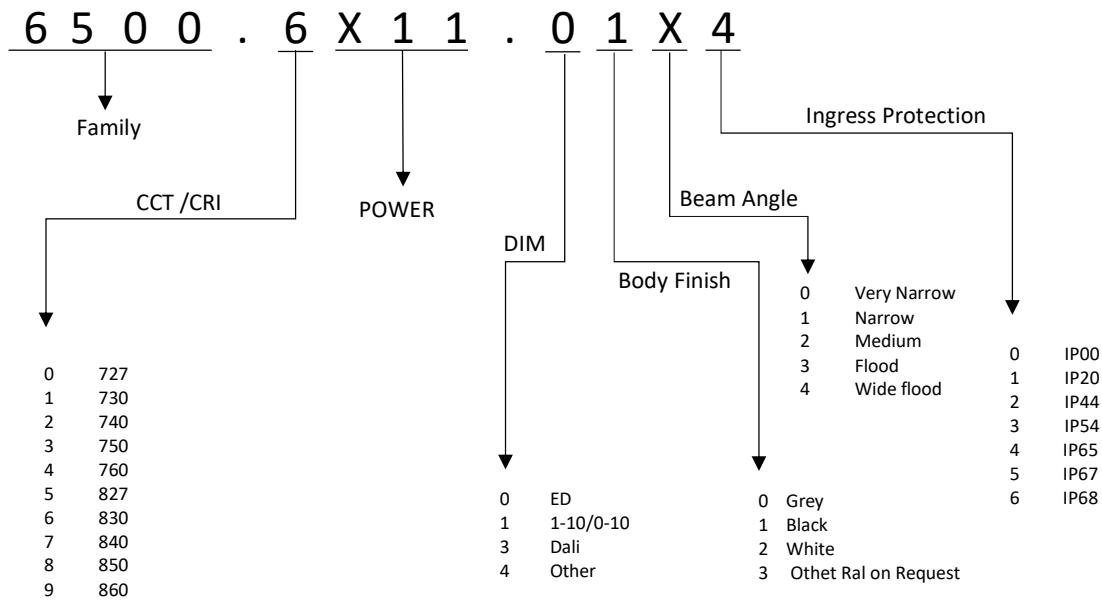 6 5 0 0 . 6 X 1 1 . 0 1 X 4
Family
Ingress Protection
CCT /CRI
POWER
Beam Angle
DIM
Body Finish
0 Very Narrow
1 Narrow
2 Medium
3 Flood
4 Wide flood
0 IP00
1 IP20
2 IP44
3 IP54
4 IP65
5 IP67
6 IP68
0 727
1 730
2 740
3 750
4 760
5 827
6 830
7 840
8 850
9 860
0 ED
1 1-10/0-10
3 Dali
4 Other
0 Grey
1 Black
2 White
3 Othet Ral on Request